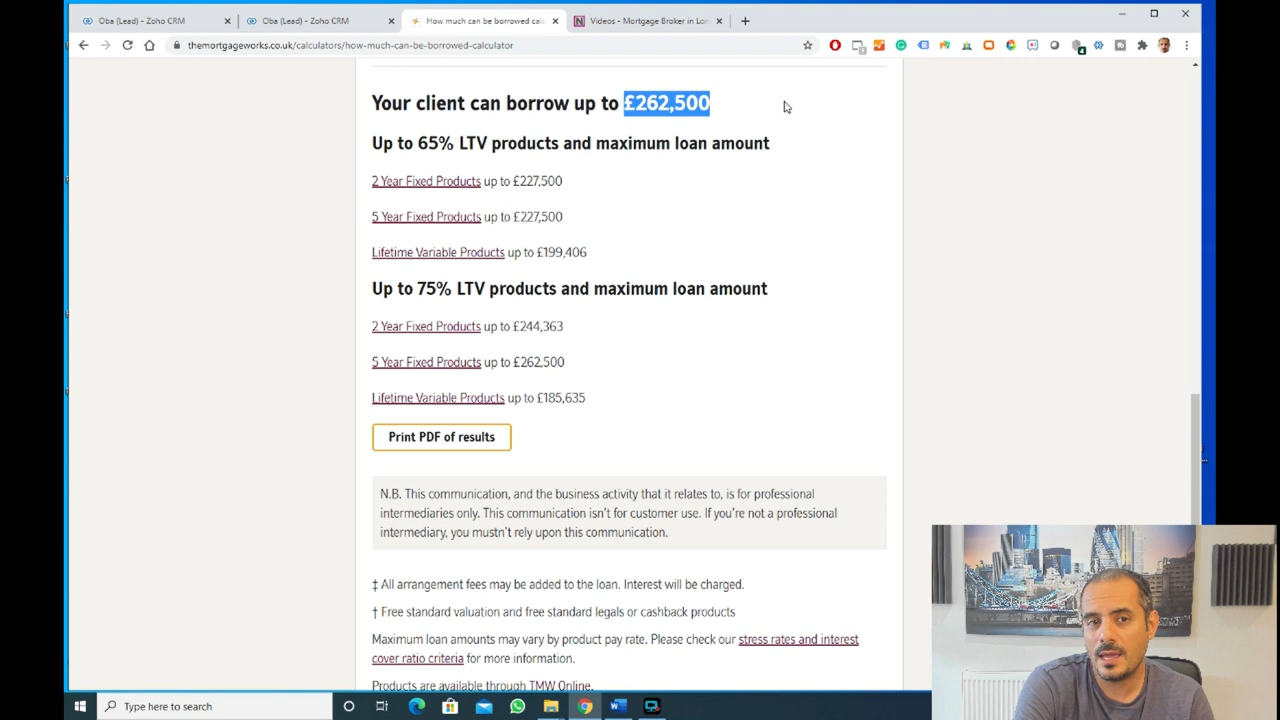 Oba (Lead) - Zoho CRM
Oba (Lead) - Zoho CRM
How much can be borrowed calc
Videos - Mortgage Broker in Lon
themortgageworks.co.uk/calculators/how-much-can-be-borrowed-calculator
Your client can borrow up to £262,500
Up to 65% LTV products and maximum loan amount
2 Year Fixed Products up to £227,500
5 Year Fixed Products up to £227,500
Lifetime Variable Products up to £199,406
Up to 75% LTV products and maximum loan amount
2 Year Fixed Products up to £244,363
5 Year Fixed Products up to £262,500
Lifetime Variable Products up to £185,635
Print PDF of results
N.B. This communication, and the business activity that it relates to, is for professional
intermediaries only. This communication isn't for customer use. If you're not a professional
intermediary, you mustn't rely upon this communication.
‡ All arrangement fees may be added to the loan. Interest will be charged.
† Free standard valuation and free standard legals or cashback products
Maximum loan amounts may vary by product pay rate. Please check our stress rates and interest
cover ratio criteria for more information.
Products are available through TMW Online.
Type here to search